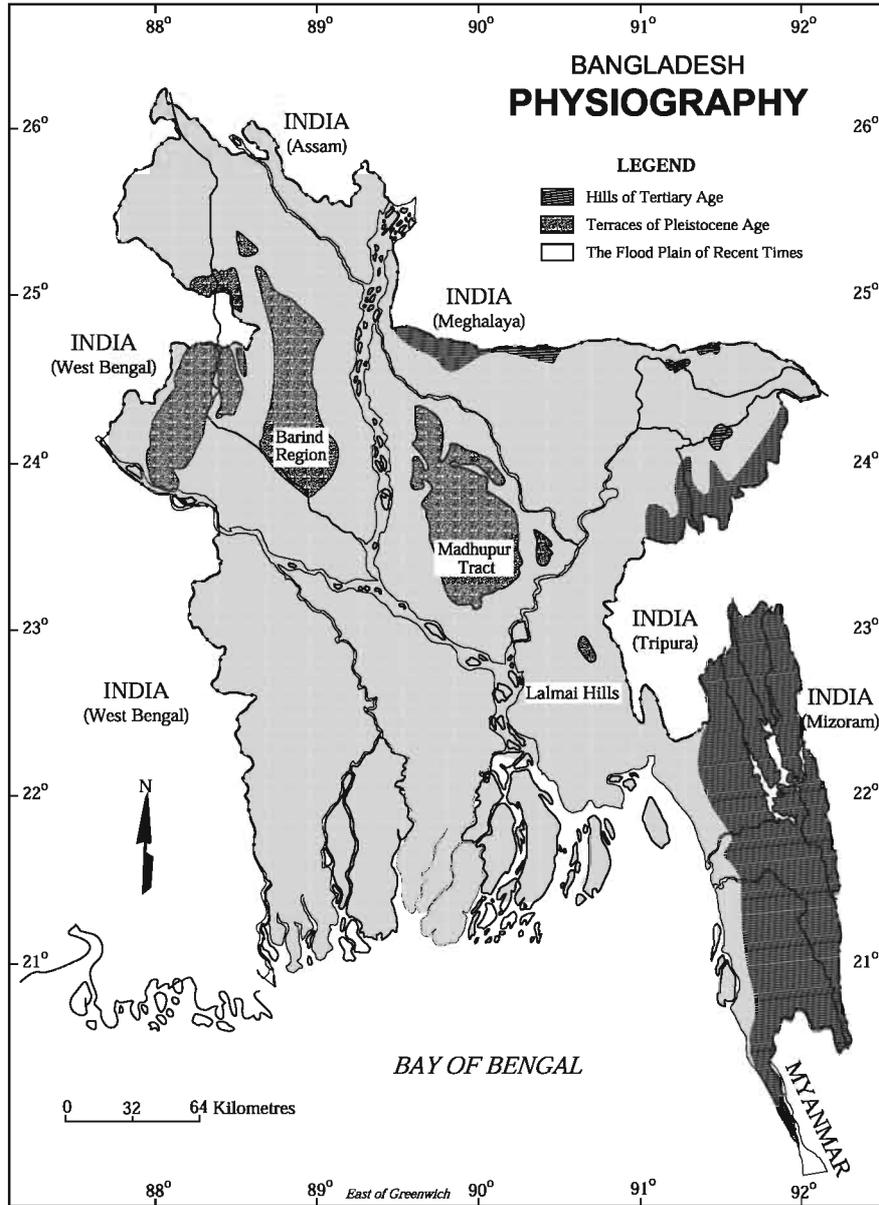 88° 89° 90° 91° 92°
BANGLADESH
PHYSIOGRAPHY
LEGEND
Hills of Tertiary Age
Terraces of Pleistocene Age
The Flood Plain of Recent Times
26° 26°
INDIA
(Assam)
25° 25°
INDIA
(Meghalaya)
INDIA
(West Bengal)
24° 24°
Barind
Region
Madhupur
Tract
23° 23°
INDIA
(Tripura)
INDIA
(West Bengal)
Lalmai Hills
INDIA
(Mizoram)
N
22° 22°
21° 21°
BAY OF BENGAL
MYANMAR
0 32 64 Kilometres
88° 89° 90° 91° 92°
East of Greenwich